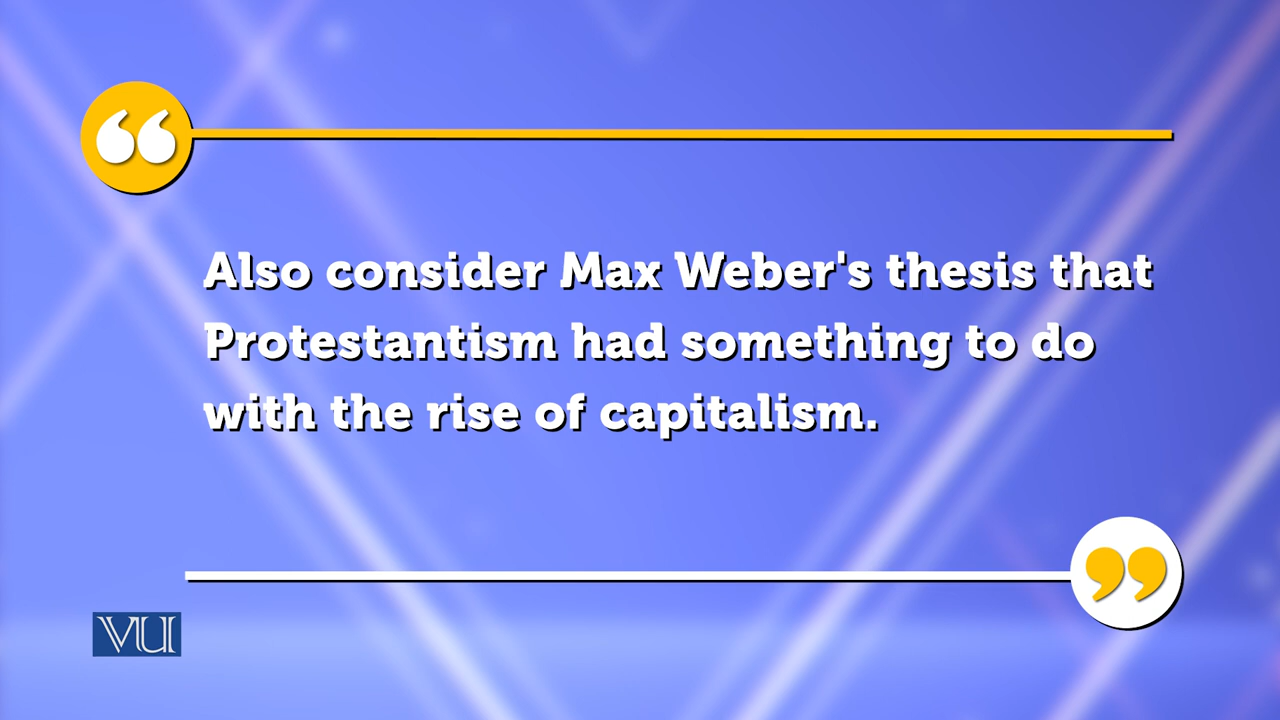 “
Also consider Max Weber's thesis that
Protestantism had something to do
with the rise of capitalism.
”
VU